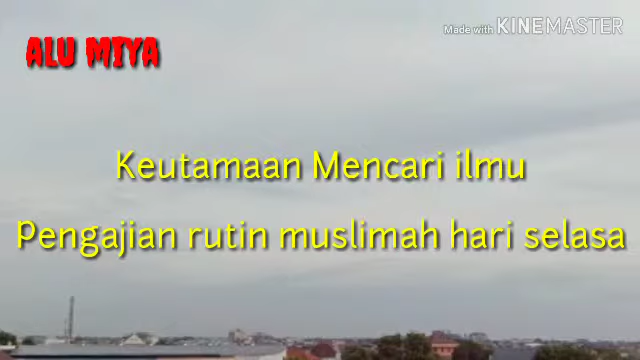 Made with KINEMASTER
ALU MIYA
Keutamaan Mencari ilmu
Pengajian rutin muslimah hari selasa